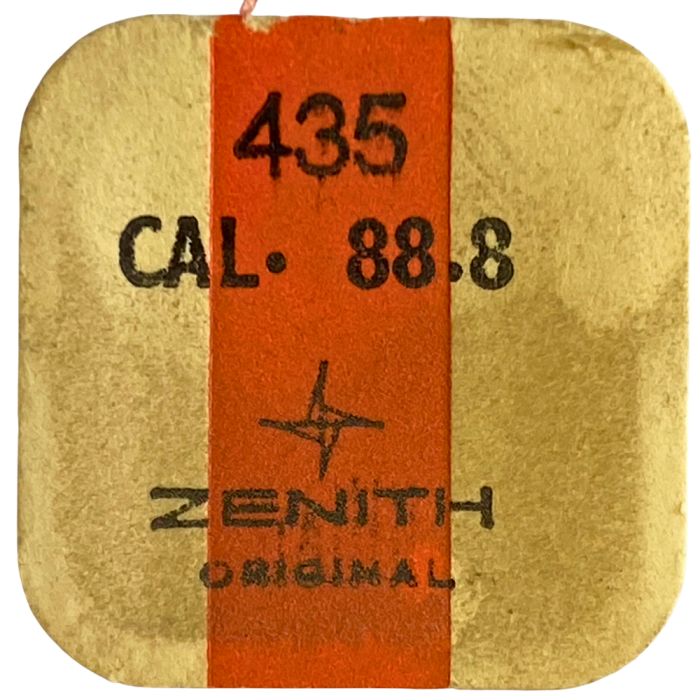 435
CAL. 88.8
ZENITH
ORIGINAL